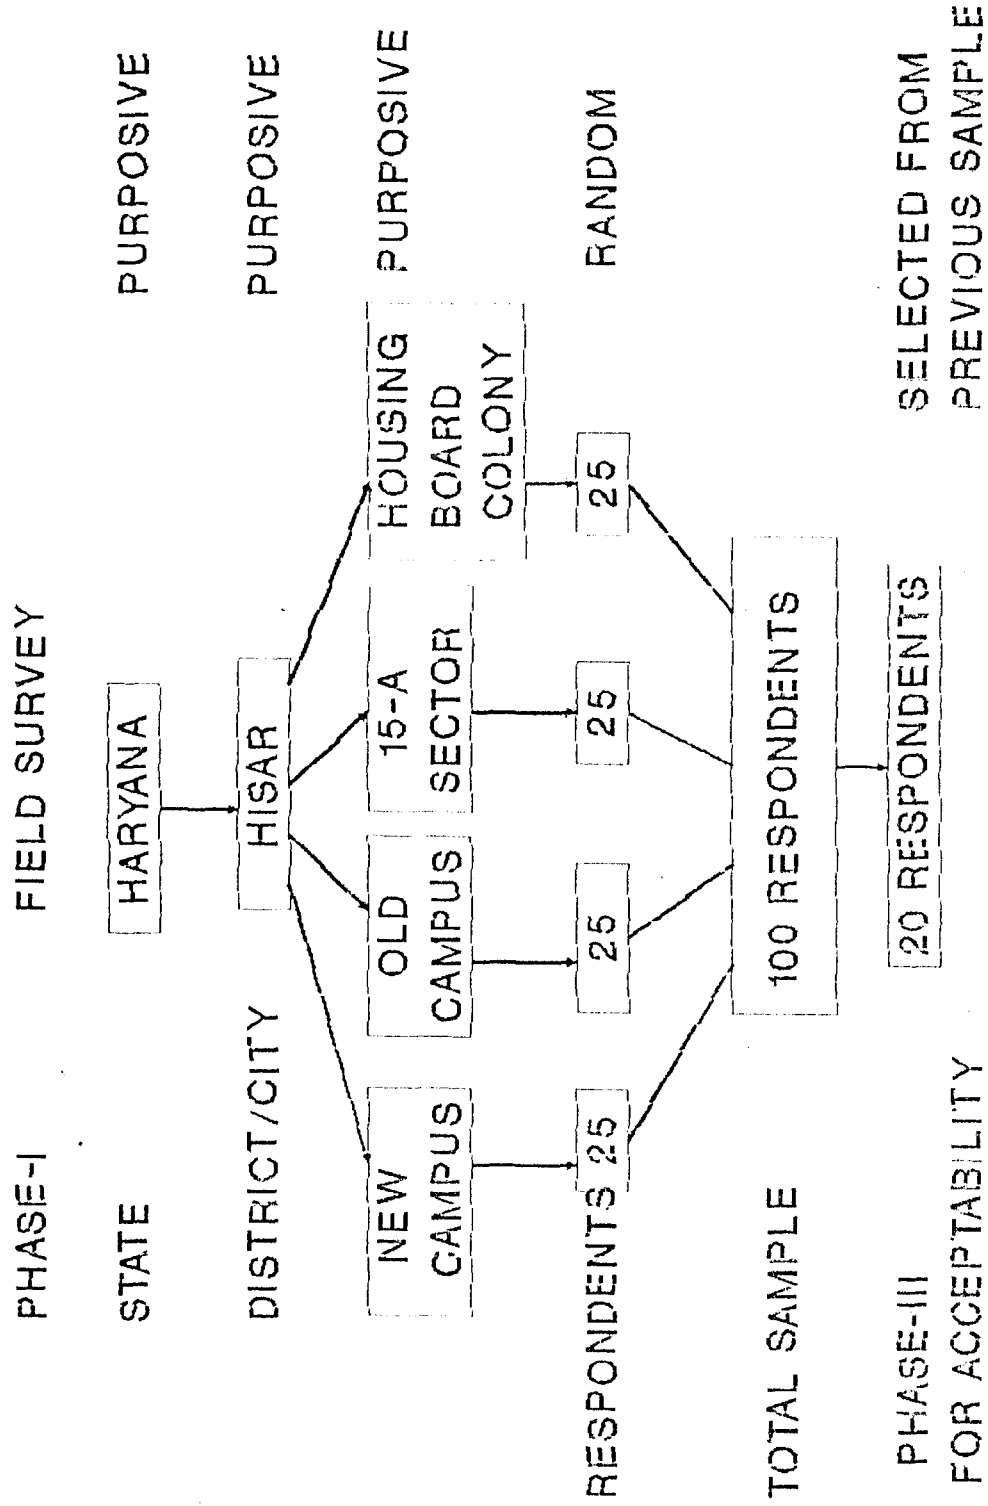 PHASE-I FIELD SURVEY
STATE HARYANA PURPOSIVE
DISTRICT/CITY HISAR PURPOSIVE
NEW CAMPUS
OLD CAMPUS
15-A SECTOR
HOUSING BOARD COLONY
PURPOSIVE
RESPONDENTS 25 25 25 25 RANDOM
TOTAL SAMPLE 100 RESPONDENTS
PHASE-III
FOR ACCEPTABILITY
20 RESPONDENTS
SELECTED FROM
PREVIOUS SAMPLE